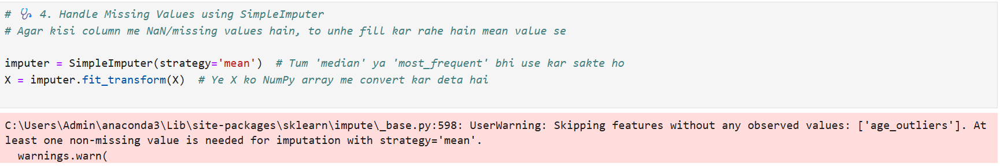 # 🩺 4. Handle Missing Values using SimpleImputer
# Agar kisi column me NaN/missing values hain, to unhe fill kar rahe hain mean value se
imputer = SimpleImputer(strategy='mean')  # Tum 'median' ya 'most_frequent' bhi use kar sakte ho
X = imputer.fit_transform(X)  # Ye X ko NumPy array me convert kar deta hai
C:\Users\Admin\anaconda3\Lib\site-packages\sklearn\impute\_base.py:598: UserWarning: Skipping features without any observed values: ['age_outliers']. At
least one non-missing value is needed for imputation with strategy='mean'.
  warnings.warn(